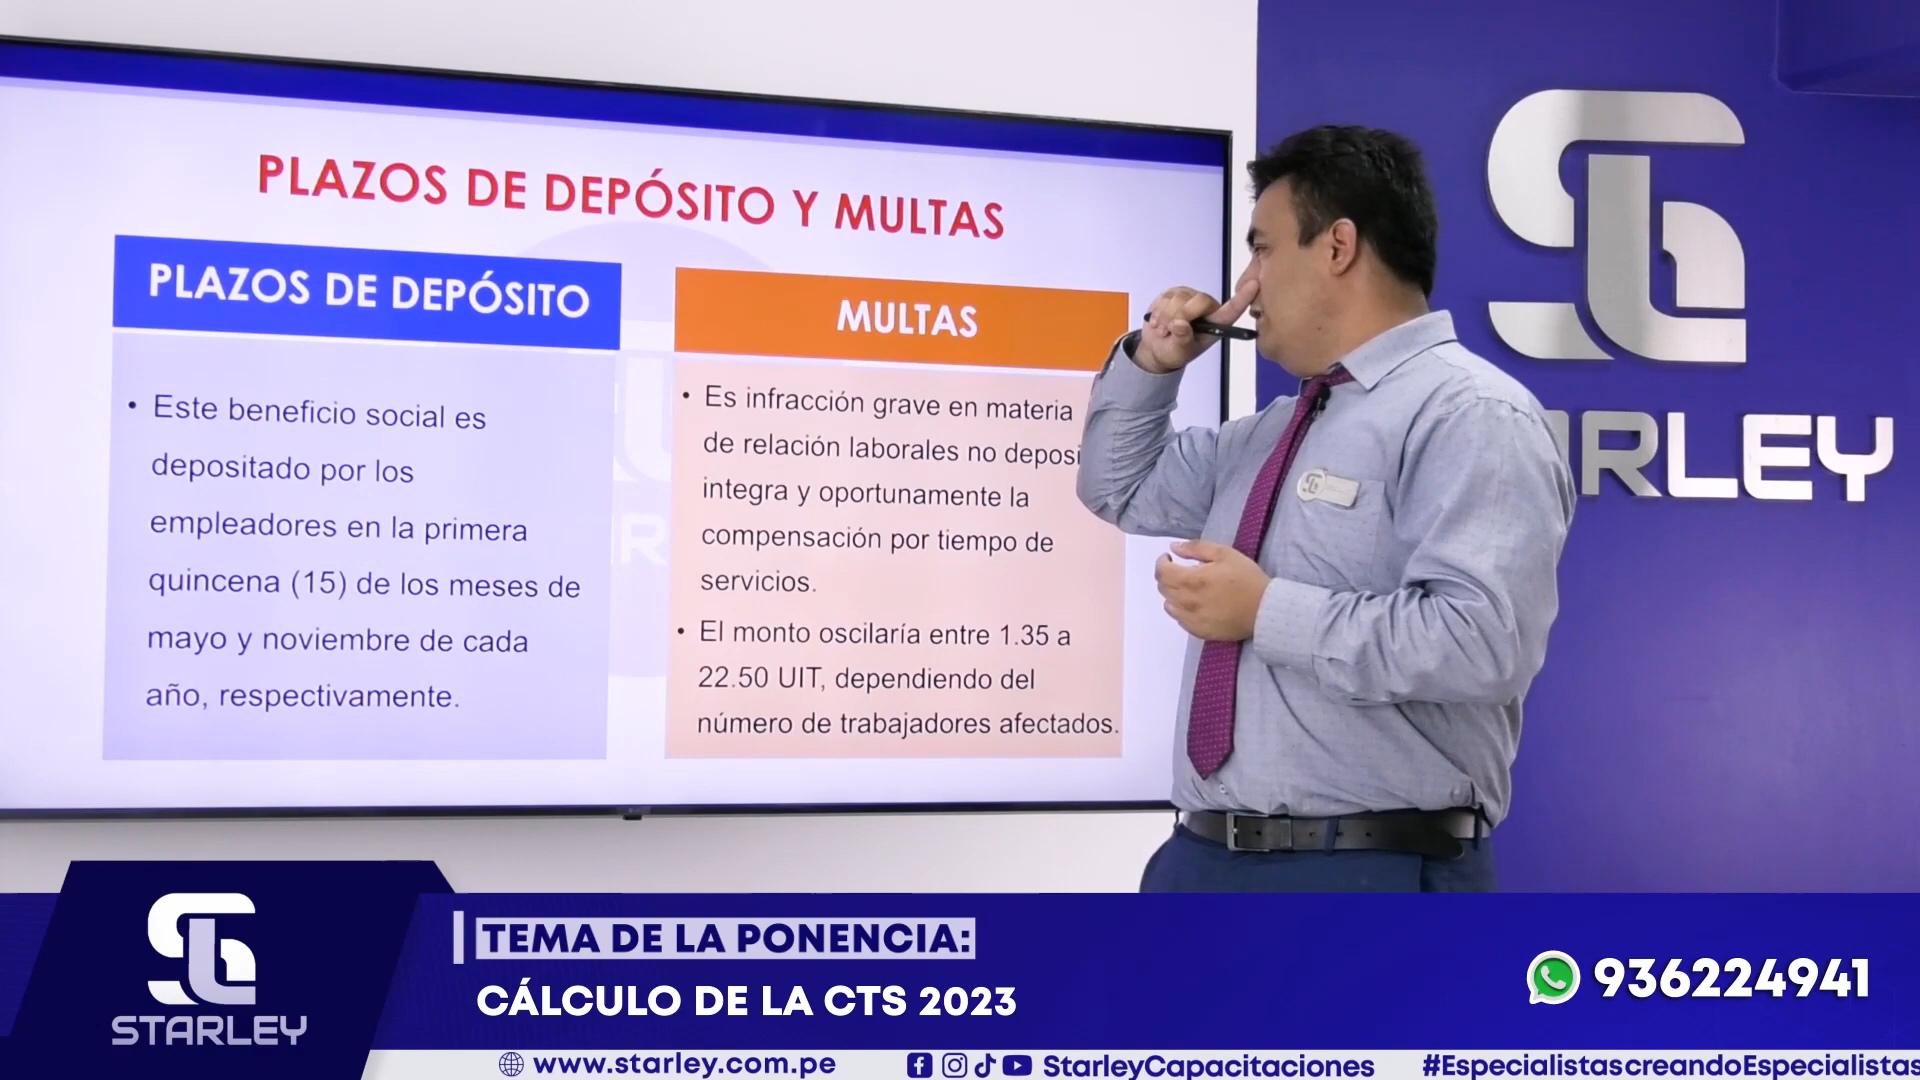 PLAZOS DE DEPÓSITO Y MULTAS
PLAZOS DE DEPÓSITO
• Este beneficio social es
depositado por los
empleadores en la primera
quincena (15) de los meses de
mayo y noviembre de cada
año, respectivamente.
MULTAS
• Es infracción grave en materia
de relación laborales no deposi
integra y oportunamente la
compensación por tiempo de
servicios.
• El monto oscilaría entre 1.35 a
22.50 UIT, dependiendo del
número de trabajadores afectados.
RLEY
STARLEY
TEMA DE LA PONENCIA:
CÁLCULO DE LA CTS 2023
936224941
www.starley.com.pe
StarleyCapacitaciones
#EspecialistascreandoEspecialistas